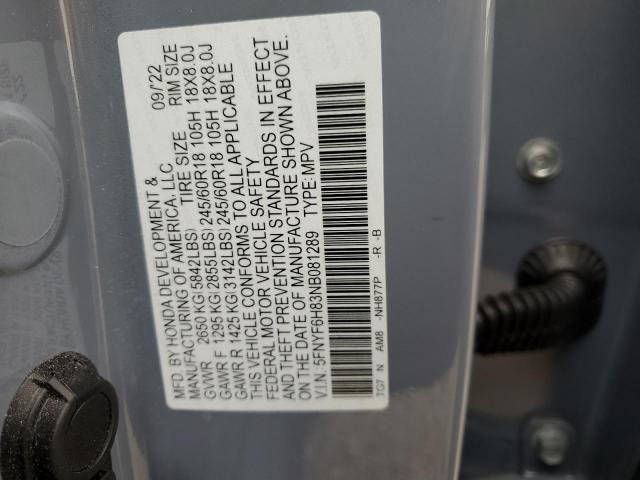 MFD. BY HONDA DEVELOPMENT & 09/22
MANUFACTURING OF AMERICA, LLC
TIRE SIZE RIM SIZE
GVWR 2650 KG(5842LBS)
GAWR F 1295 KG(2855LBS) 245/60R18 105H 18X8.0J
GAWR R 1425 KG(3142LBS) 245/60R18 105H 18X8.0J
THIS VEHICLE CONFORMS TO ALL APPLICABLE
FEDERAL MOTOR VEHICLE SAFETY
AND THEFT PREVENTION STANDARDS IN EFFECT
ON THE DATE OF MANUFACTURE SHOWN ABOVE.
V.I.N. 5FNYF6H83NB081289 TYPE: MPV
TG7 N AM8 -NH877P -R -B